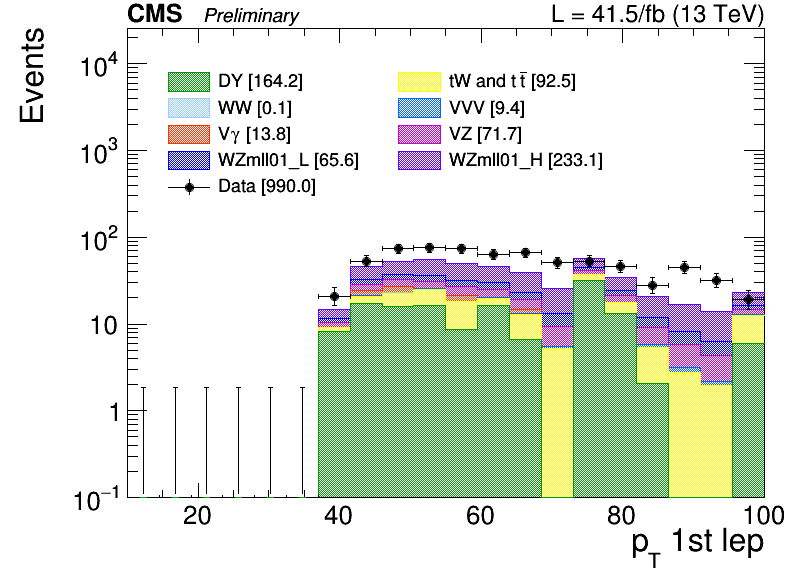 CMS Preliminary L = 41.5/fb (13 TeV)
Events
10⁴
10³
10²
10
1
10⁻¹
DY [164.2] tW and tt̄ [92.5]
WW [0.1] VVV [9.4]
Vγ [13.8] VZ [71.7]
WZmll01_L [65.6] WZmll01_H [233.1]
Data [990.0]
20 40 60 80 100
p_T 1st lep